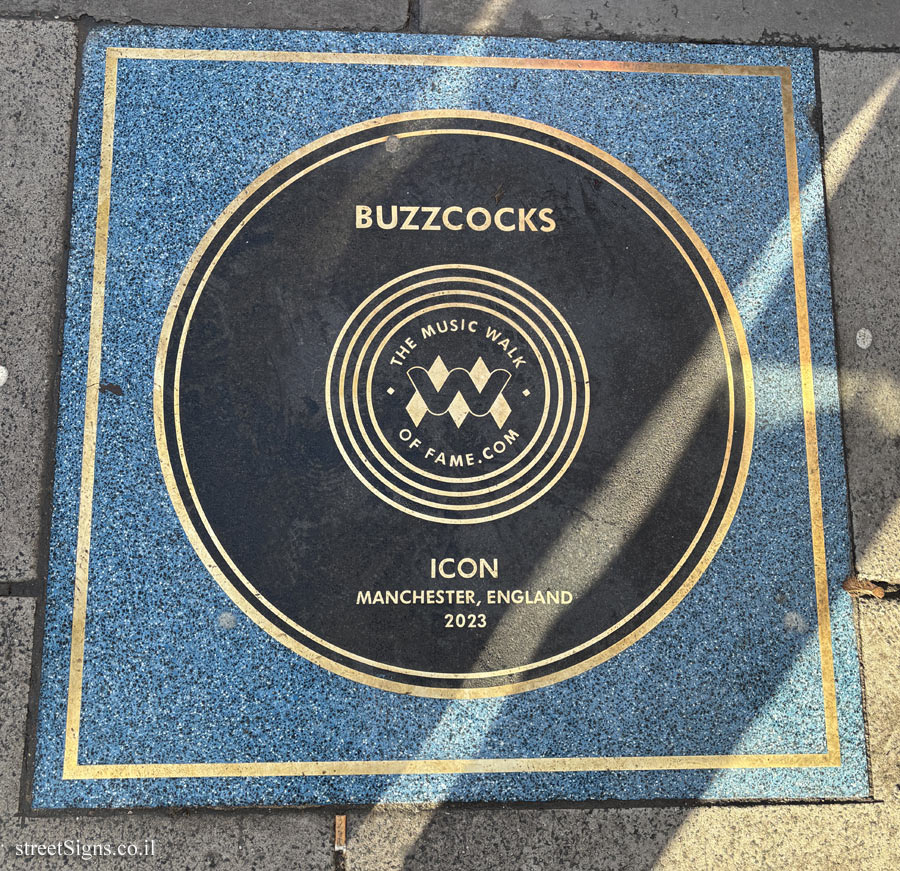 BUZZCOCKS
THE MUSIC WALK
OF FAME.COM
ICON
MANCHESTER, ENGLAND
2023
streetSigns.co.il